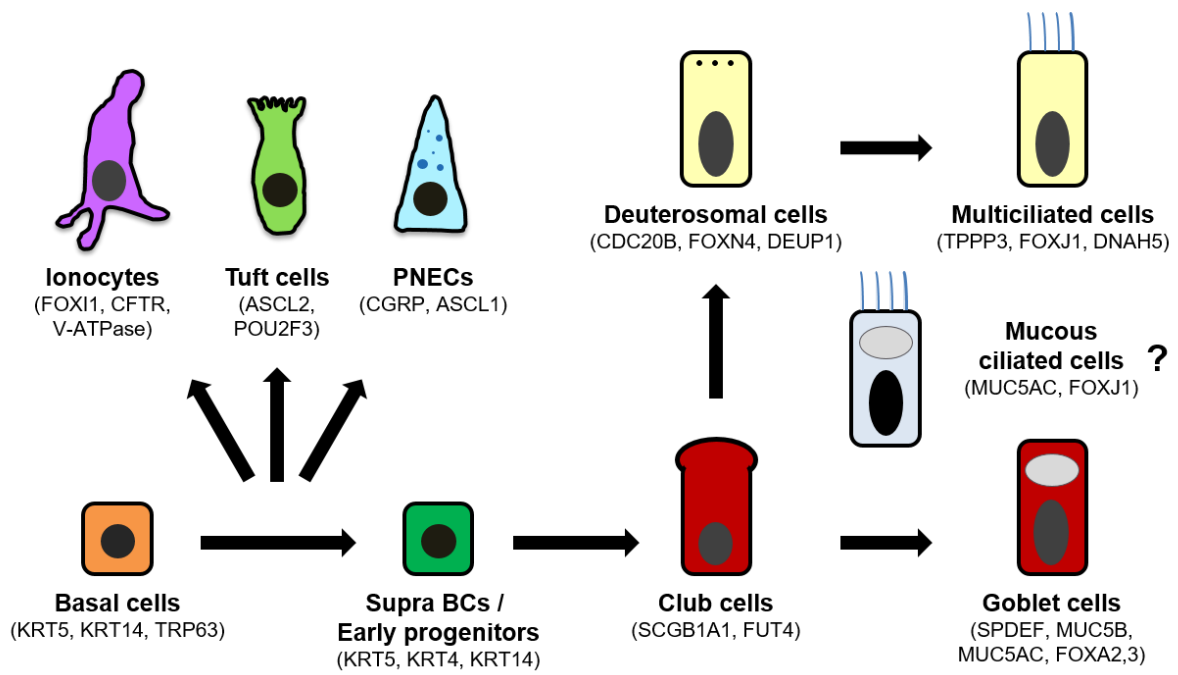 Ionocytes
(FOXI1, CFTR,
V-ATPase)
Tuft cells
(ASCL2,
POU2F3)
PNECs
(CGRP, ASCL1)
Deuterosomal cells
(CDC20B, FOXN4, DEUP1)
Multiciliated cells
(TPPP3, FOXJ1, DNAH5)
Mucous
ciliated cells
(MUC5AC, FOXJ1)
?
Basal cells
(KRT5, KRT14, TRP63)
Supra BCs /
Early progenitors
(KRT5, KRT4, KRT14)
Club cells
(SCGB1A1, FUT4)
Goblet cells
(SPDEF, MUC5B,
MUC5AC, FOXA2,3)